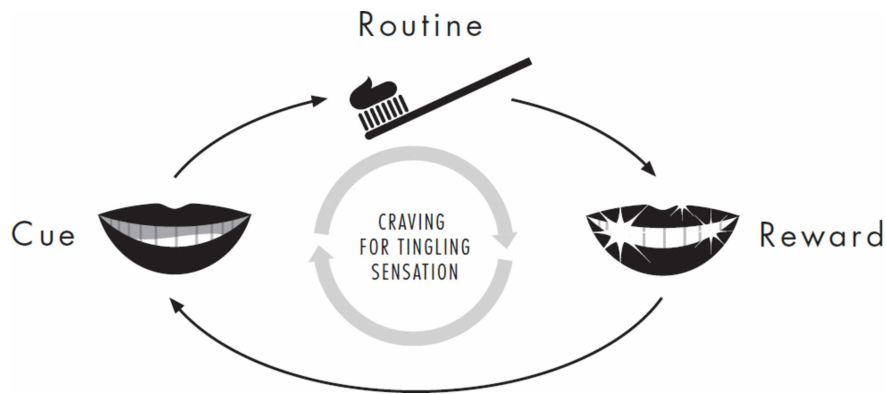 Routine
Cue
CRAVING
FOR TINGLING
SENSATION
Reward